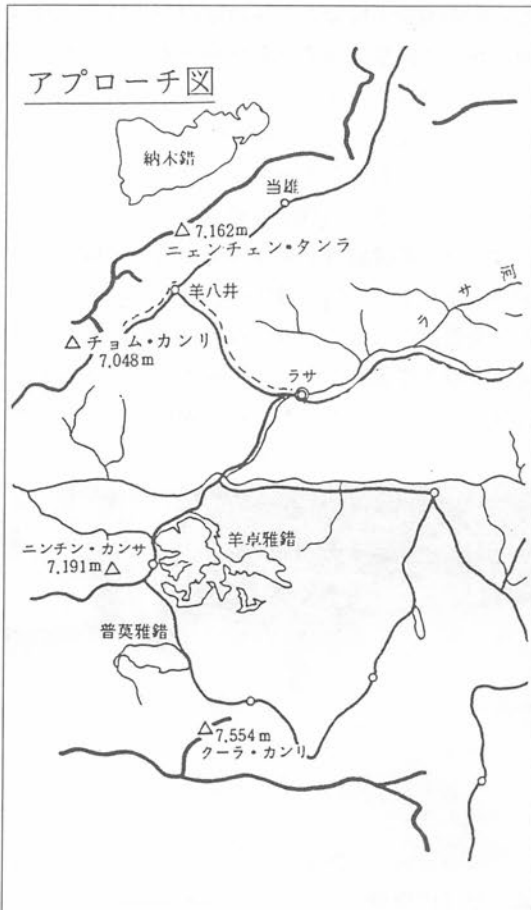 アプローチ図
納木錯
当雄
△7,162m
ニェンチェン・タンラ
羊八井
△チョム・カンリ
7,048m
ラサ河
ラサ
羊卓雅錯
ニンチン・カンサ
7,191m△
普莫雅錯
△7,554m
クーラ・カンリ